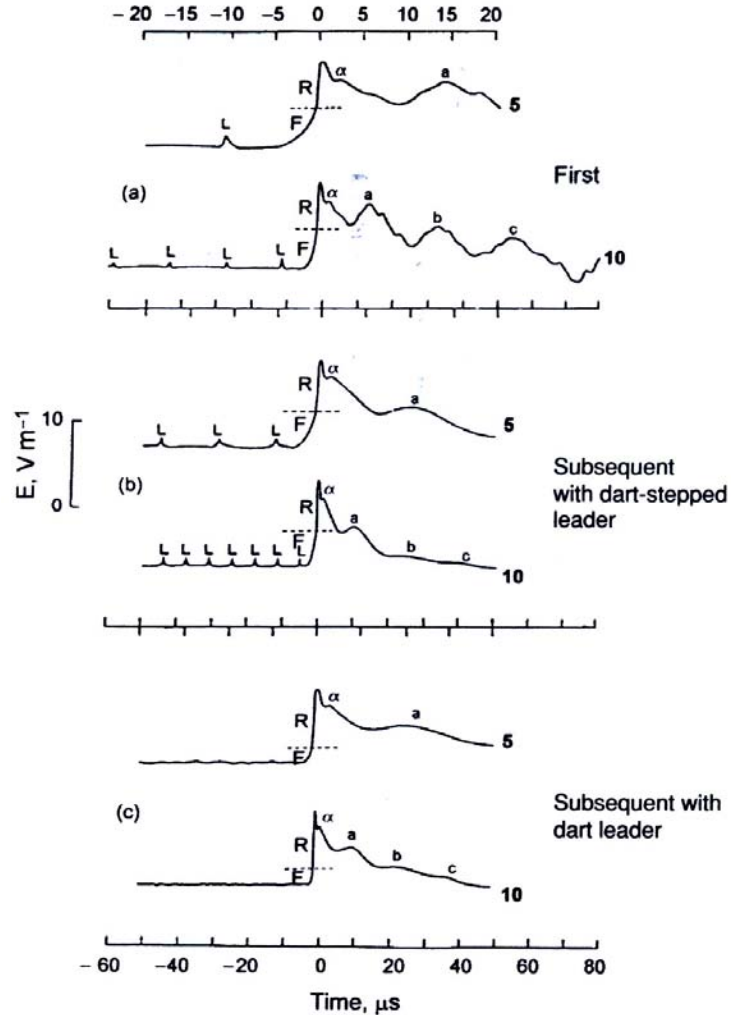 − 20 −15 −10 −5 0 5 10 15 20
R α a
L F 5
(a) First
R α a b c
L L L L F 10
E, V m⁻¹
10
0
R α a
L L L F 5
(b) Subsequent
with dart-stepped
leader
R α a b c
L L L L L L L F 10
R α a
F 5
(c) Subsequent with
dart leader
R α a b c
F 10
− 60 −40 −20 0 20 40 60 80
Time, μs